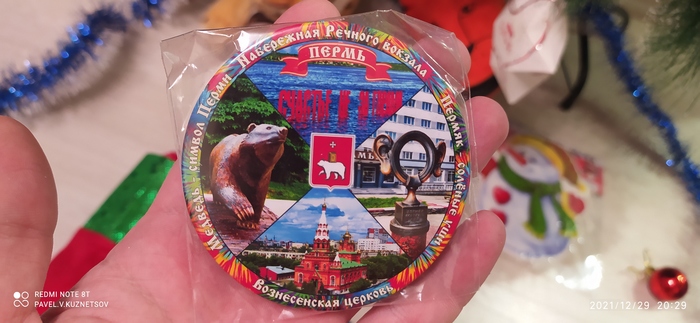 Набережная Речного вокзала
ПЕРМЬ
СЧАСТЬЕ НЕ ЗА ГОРАМИ
Медведь - символ Перми
Пермяк - солёные уши
Вознесенская церковь
REDMI NOTE 8T
PAVEL.V.KUZNETSOV
2021/12/29 20:29